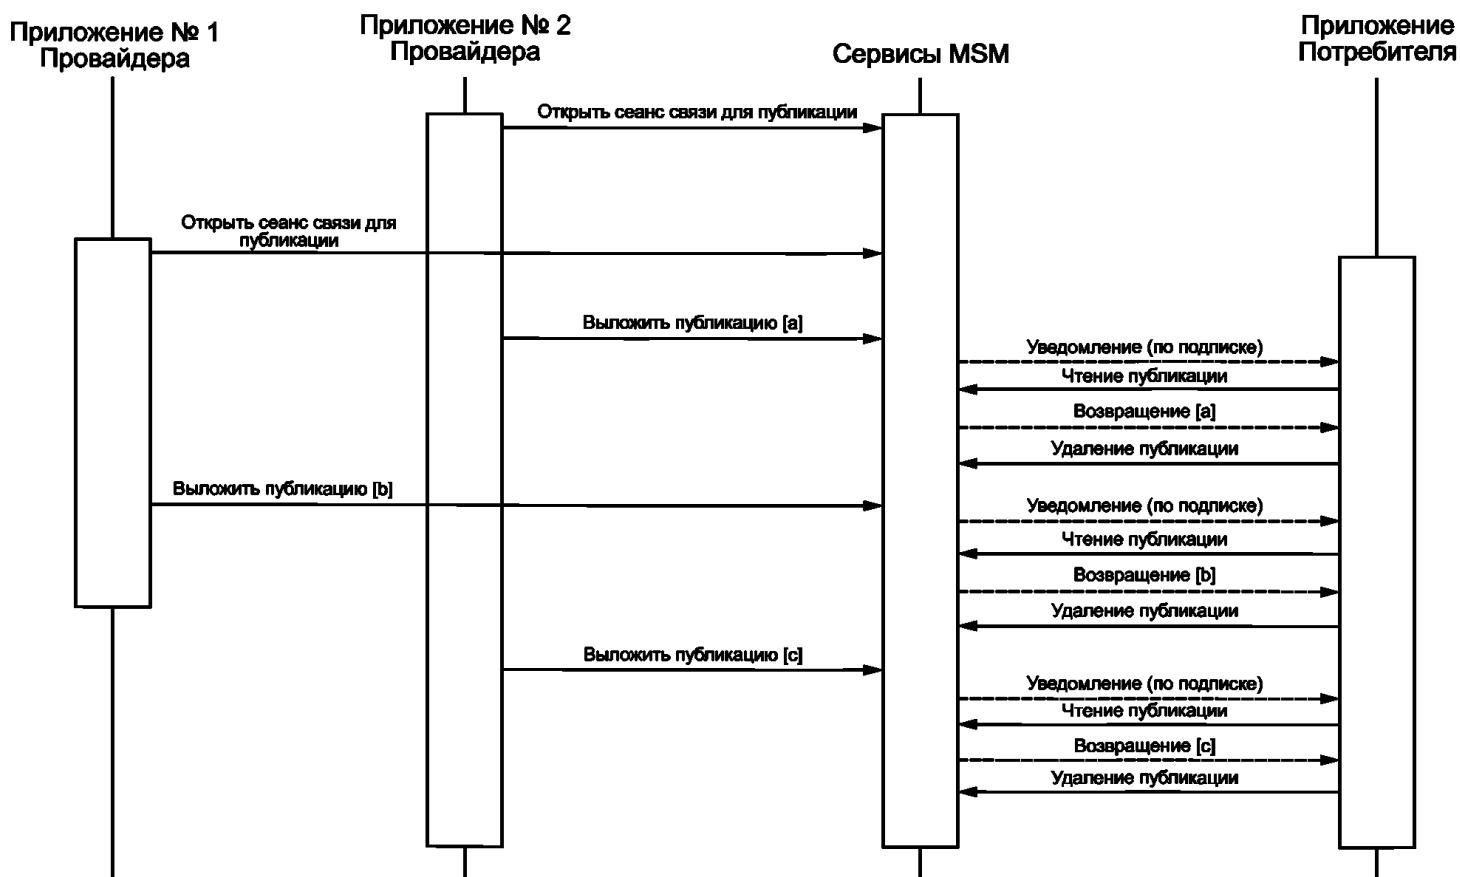 Приложение № 1
Провайдера
Приложение № 2
Провайдера
Сервисы MSM
Приложение
Потребителя
Открыть сеанс связи для публикации
Открыть сеанс связи для
публикации
Выложить публикацию [a]
Уведомление (по подписке)
Чтение публикации
Возвращение [a]
Удаление публикации
Выложить публикацию [b]
Уведомление (по подписке)
Чтение публикации
Возвращение [b]
Удаление публикации
Выложить публикацию [c]
Уведомление (по подписке)
Чтение публикации
Возвращение [c]
Удаление публикации